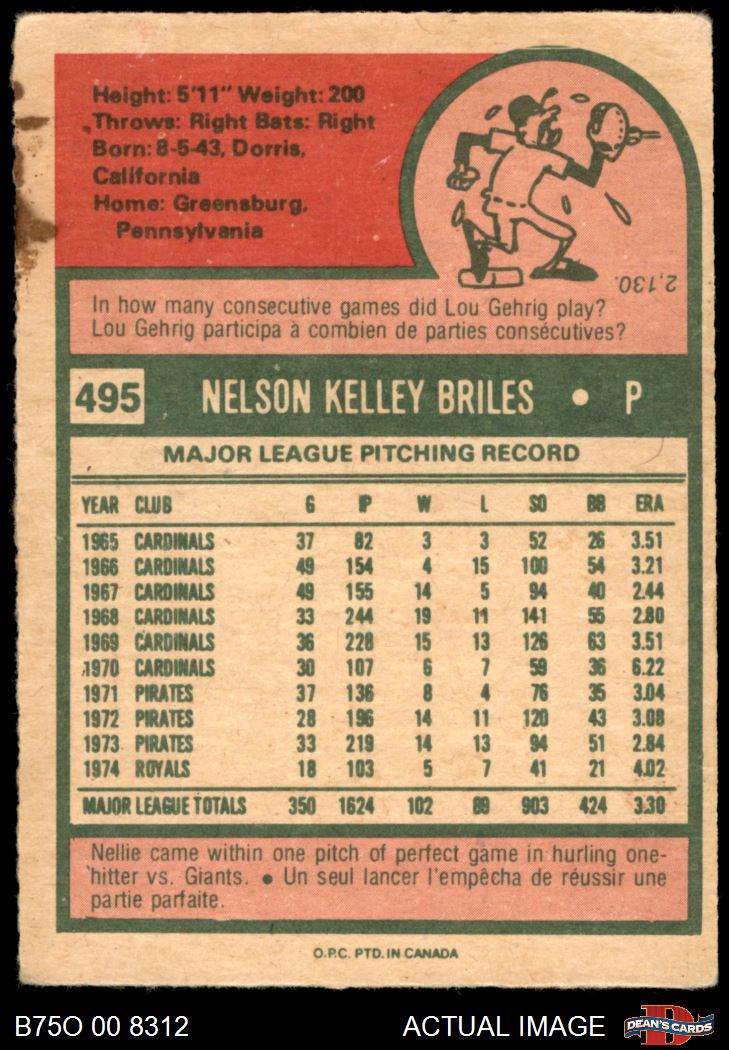 Height: 5'11" Weight: 200
Throws: Right Bats: Right
Born: 8-5-43, Dorris,
California
Home: Greensburg,
Pennsylvania
2,130.
In how many consecutive games did Lou Gehrig play?
Lou Gehrig participa à combien de parties consécutives?
495 NELSON KELLEY BRILES • P
MAJOR LEAGUE PITCHING RECORD
YEAR CLUB G IP W L SO BB ERA
1965 CARDINALS 37 82 3 3 52 26 3.51
1966 CARDINALS 49 154 4 15 100 54 3.21
1967 CARDINALS 49 155 14 5 94 40 2.44
1968 CARDINALS 33 244 19 11 141 55 2.80
1969 CARDINALS 36 228 15 13 126 63 3.51
1970 CARDINALS 30 107 6 7 59 36 6.22
1971 PIRATES 37 136 8 4 76 35 3.04
1972 PIRATES 28 196 14 11 120 43 3.08
1973 PIRATES 33 219 14 13 94 51 2.84
1974 ROYALS 18 103 5 7 41 21 4.02
MAJOR LEAGUE TOTALS 350 1624 102 89 903 424 3.30
Nellie came within one pitch of perfect game in hurling one-
hitter vs. Giants. • Un seul lancer l'empêcha de réussir une
partie parfaite.
O.P.C. PTD. IN CANADA
B75O 00 8312 ACTUAL IMAGE D DEAN'S CARDS